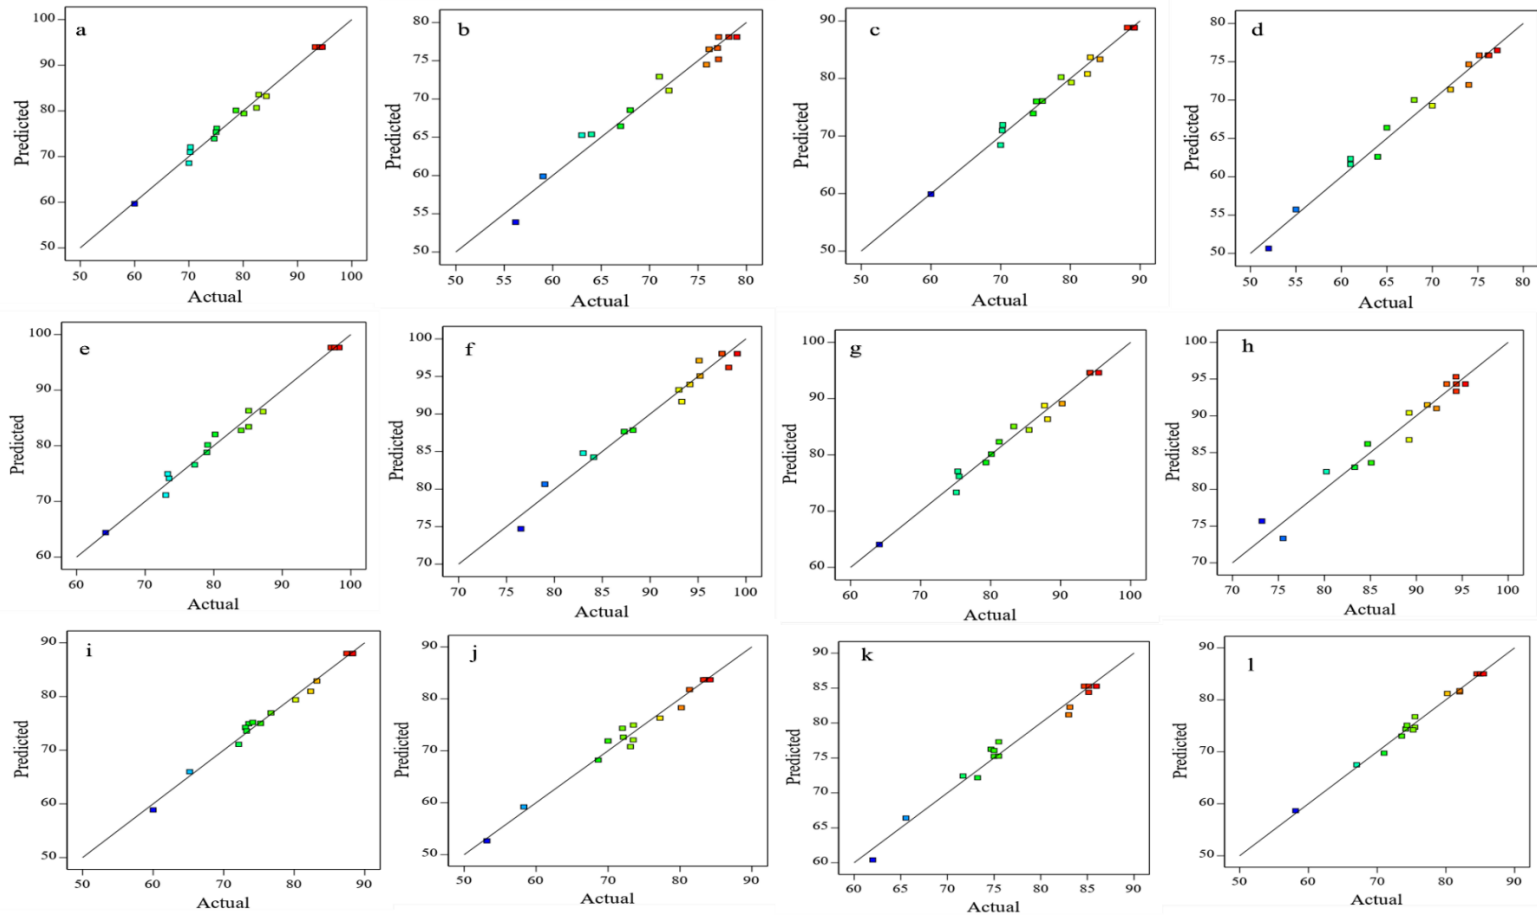 a
100
90
80
70
60
50
Predicted
50 60 70 80 90 100
Actual
b
80
75
70
65
60
55
50
Predicted
50 55 60 65 70 75 80
Actual
c
90
80
70
60
50
Predicted
50 60 70 80 90
Actual
d
80
75
70
65
60
55
50
Predicted
50 55 60 65 70 75 80
Actual
e
100
90
80
70
60
Predicted
60 70 80 90 100
Actual
f
100
95
90
85
80
75
70
Predicted
70 75 80 85 90 95 100
Actual
g
100
90
80
70
60
Predicted
60 70 80 90 100
Actual
h
100
95
90
85
80
75
70
Predicted
70 75 80 85 90 95 100
Actual
i
90
80
70
60
50
Predicted
50 60 70 80 90
Actual
j
90
80
70
60
50
Predicted
50 60 70 80 90
Actual
k
90
85
80
75
70
65
60
Predicted
60 65 70 75 80 85 90
Actual
l
90
80
70
60
50
Predicted
50 60 70 80 90
Actual